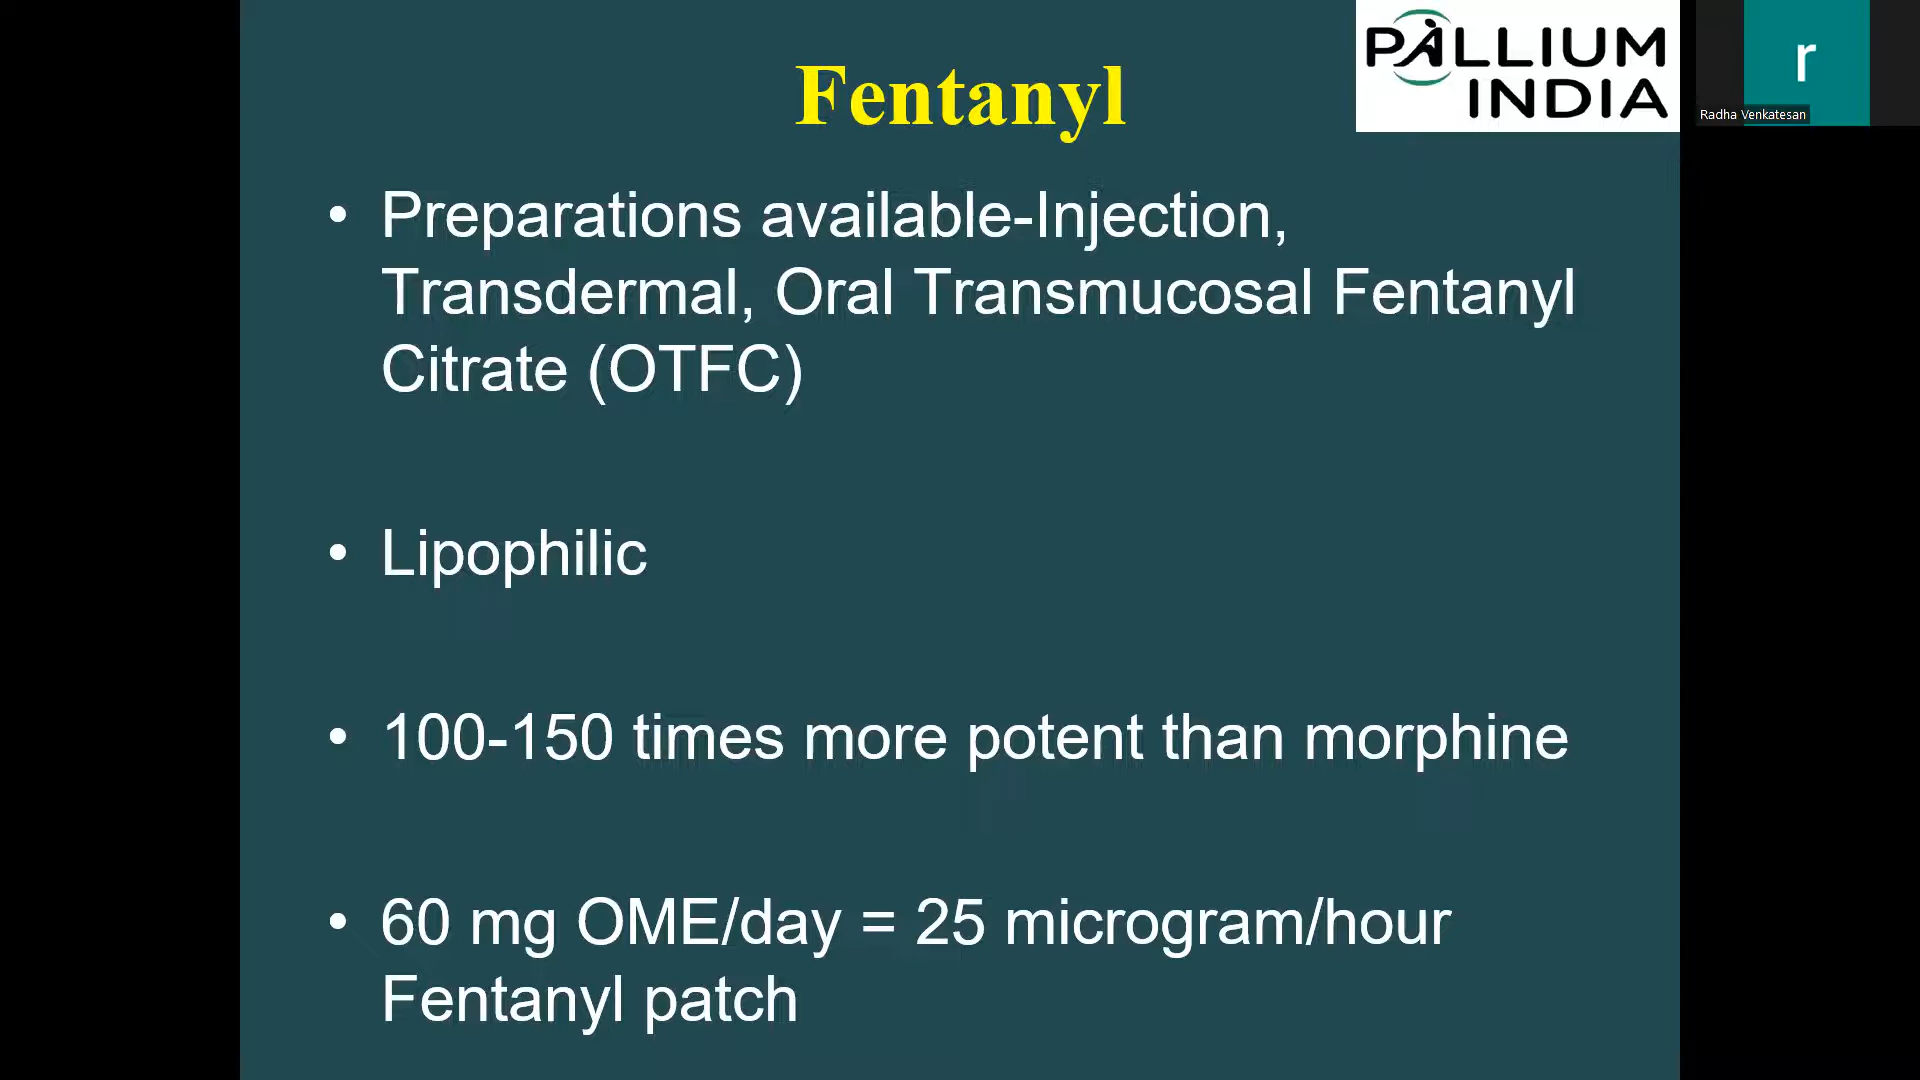 Fentanyl
PALLIUM
INDIA
r
Radha Venkatesan
• Preparations available-Injection,
Transdermal, Oral Transmucosal Fentanyl
Citrate (OTFC)
• Lipophilic
• 100-150 times more potent than morphine
• 60 mg OME/day = 25 microgram/hour
Fentanyl patch